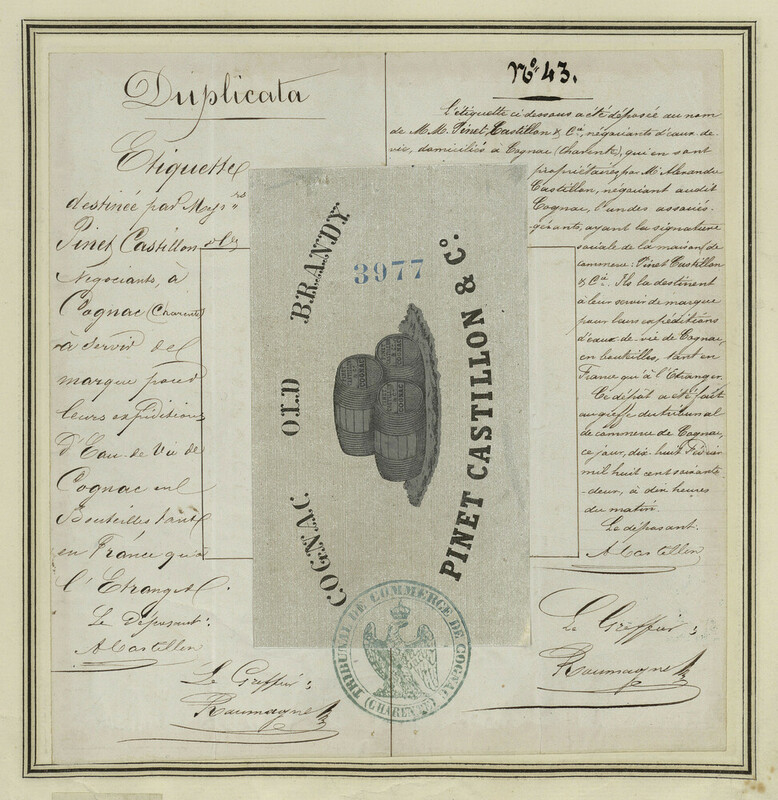 Duplicata
Etiquette
destinée par Mess.rs
Pinet Castillon & Cie
Négociants, à
Cognac (Charente)
à servir de
marque pour
leurs expéditions
d'Eau-de-Vie de
Cognac en
Bouteilles tant
en France qu'à
l'Etranger.
Le Déposant:
A Castillon
Le Greffier:
Nº 43.
L'étiquette ci dessous a été déposée au nom
de M.M. Pinet, Castillon & Cie, négociants d'eaux-de-
vie, domiciliés à Cognac (Charente), qui en sont
propriétaires, par Mr Alexandre
Castillon, négociant audit
Cognac, l'un des associés-
gérants, ayant la signature
sociale de la maison de
commerce: Pinet Castillon
& Cie. Ils la destinent
à leur servir de marque
pour leurs expéditions
d'eaux-de-vie de Cognac,
en bouteilles, tant en
France qu'à l'Etranger.
Ce dépôt a été fait
au greffe du tribunal
de commerce de Cognac,
ce jour, dix-huit Février
mil huit cent soixante-
deux, à dix heures
du matin.
Le déposant:
A Castillon
Le Greffier:
COGNAC OLD BRANDY
3977
PINET CASTILLON & Cº.
COGNAC
COGNAC
TRIBUNAL DE COMMERCE DE COGNAC
(CHARENTE)